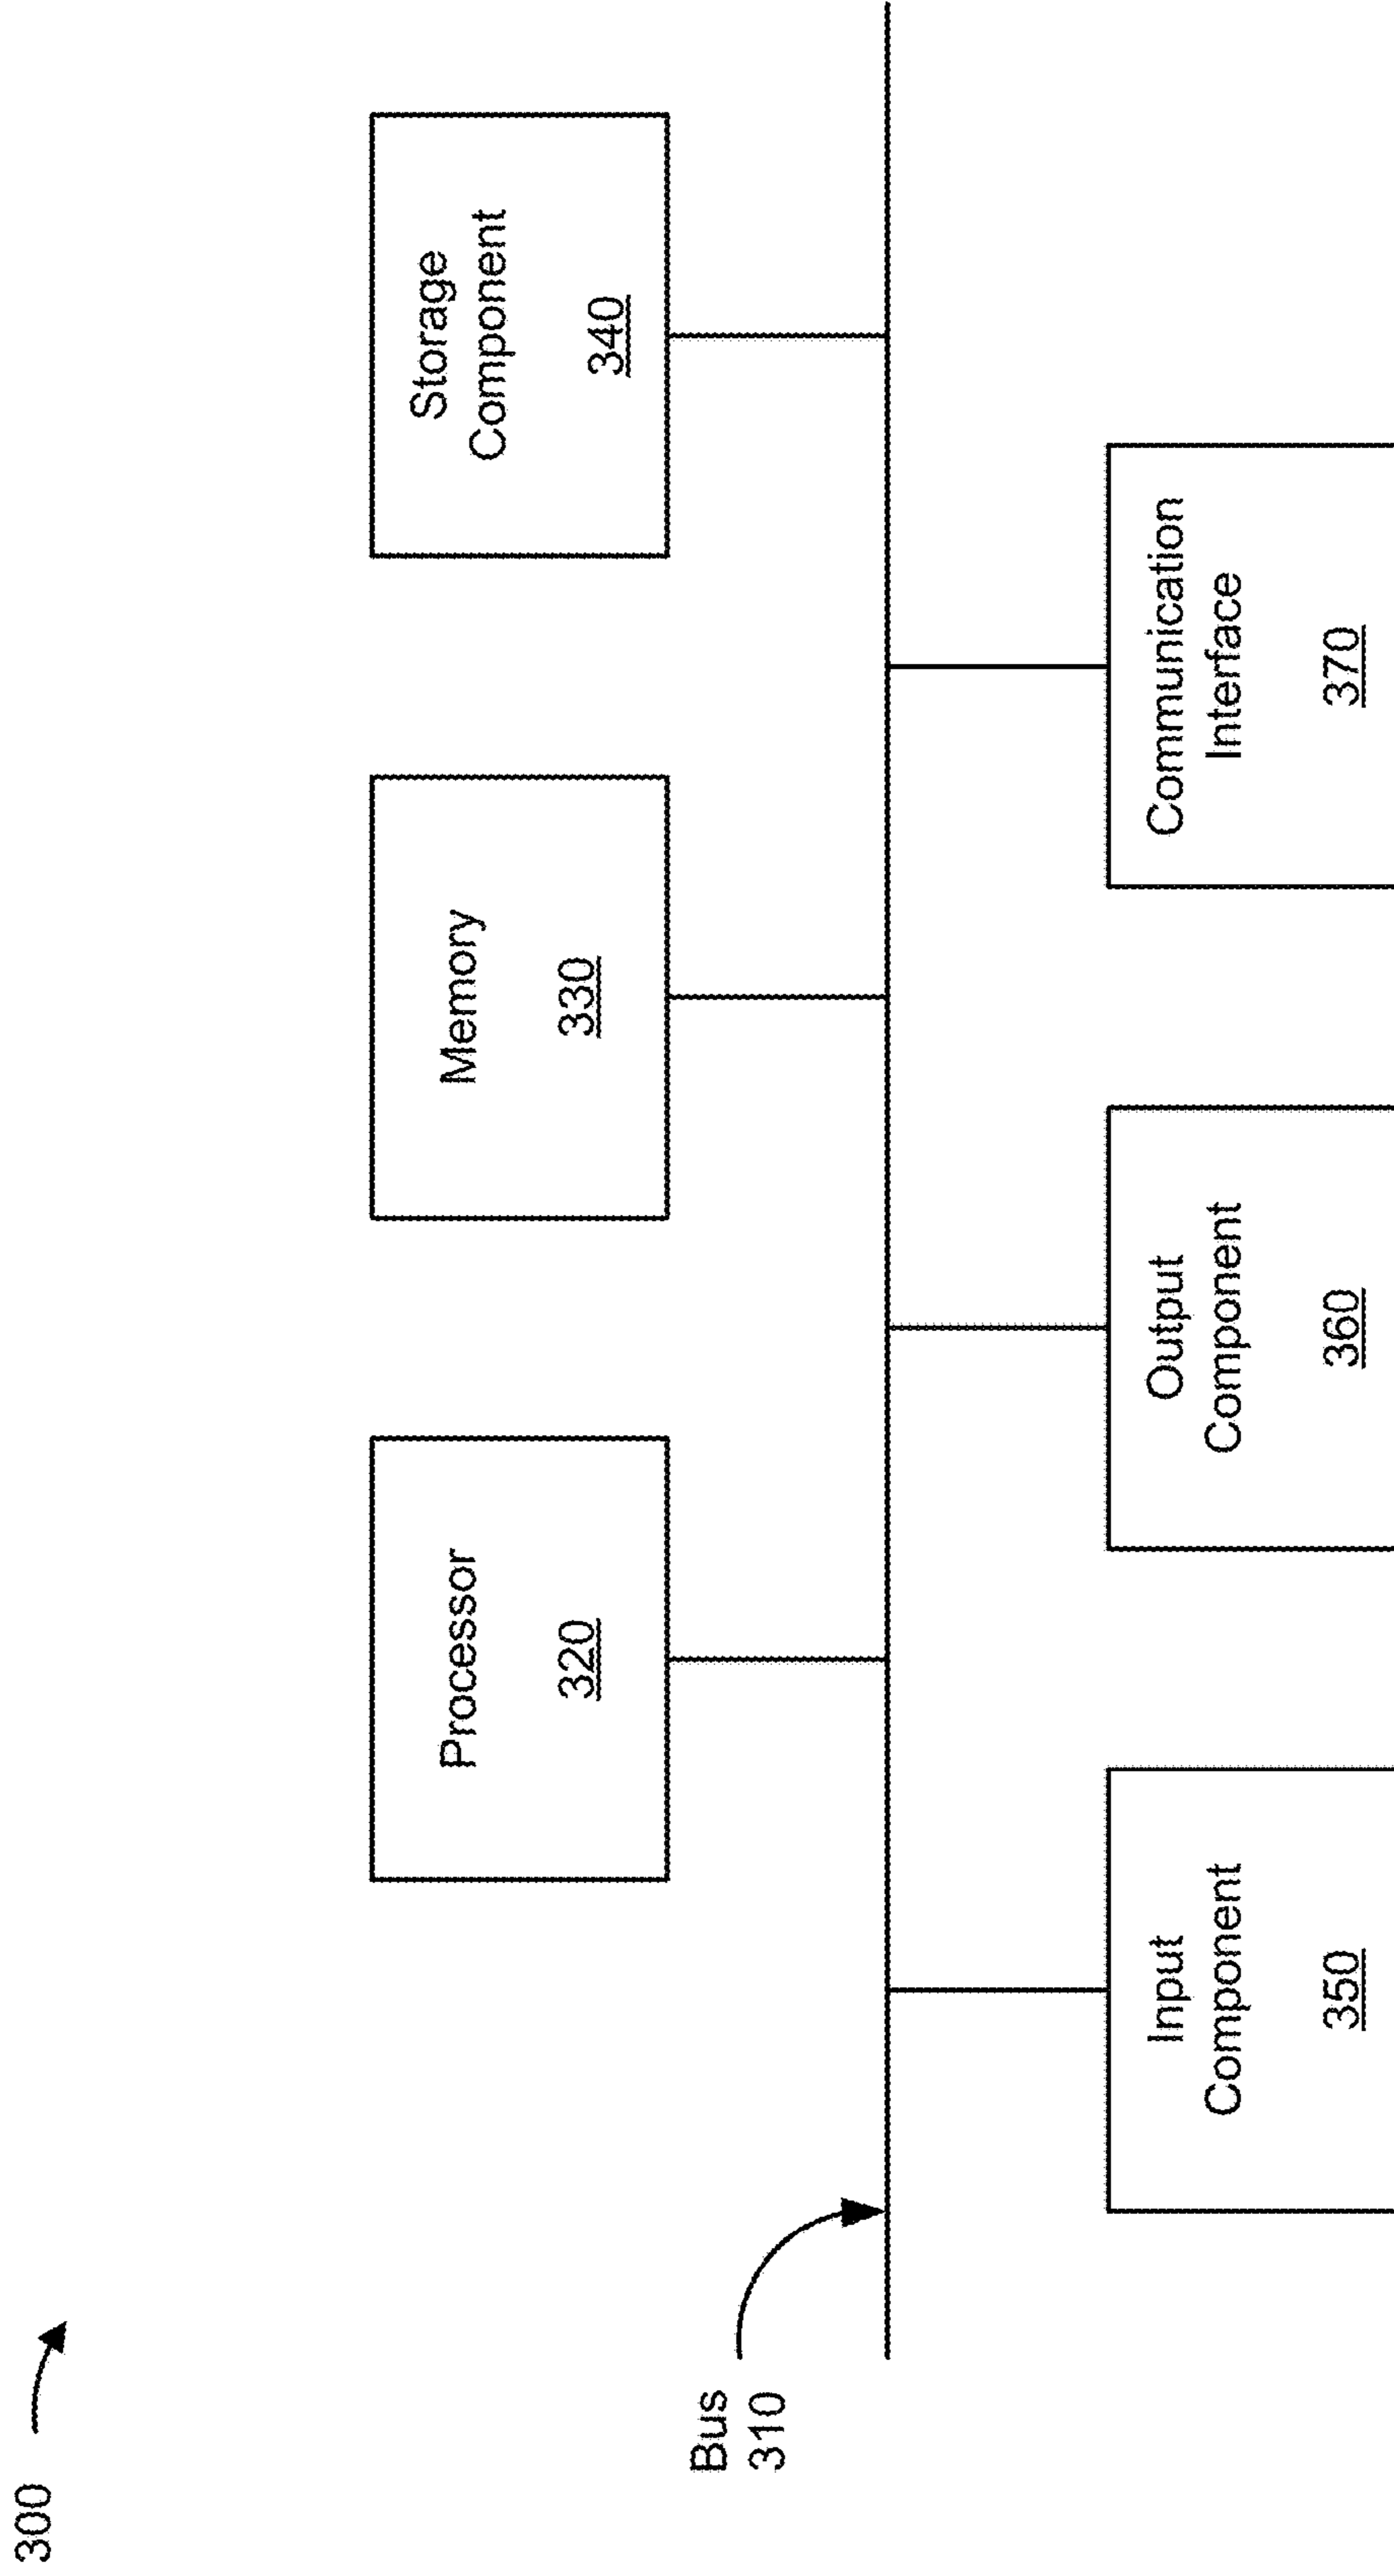 300
Processor
320
Memory
330
Storage
Component
340
Bus
310
Input
Component
350
Output
Component
360
Communication
Interface
370